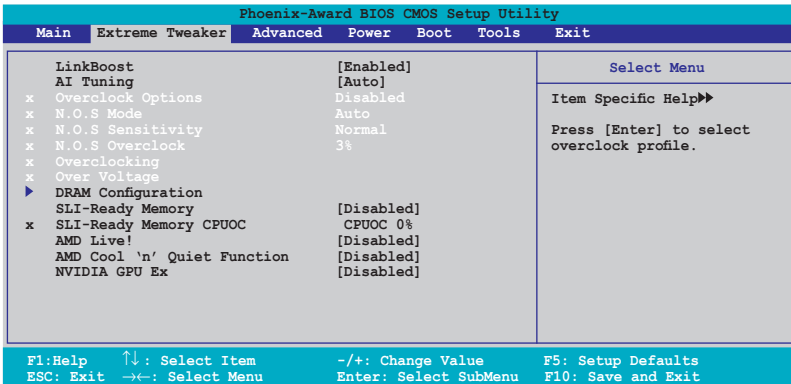 Phoenix-Award BIOS CMOS Setup Utility
Main Extreme Tweaker Advanced Power Boot Tools Exit
LinkBoost [Enabled]
AI Tuning [Auto]
x Overclock Options Disabled
x N.O.S Mode Auto
x N.O.S Sensitivity Normal
x N.O.S Overclock 3%
x Overclocking
x Over Voltage
DRAM Configuration
SLI-Ready Memory [Disabled]
x SLI-Ready Memory CPUOC CPUOC 0%
AMD Live! [Disabled]
AMD Cool ‘n’ Quiet Function [Disabled]
NVIDIA GPU Ex [Disabled]
Select Menu
Item Specific Help
Press [Enter] to select
overclock profile.
F1:Help ↑↓: Select Item -/+: Change Value F5: Setup Defaults
ESC: Exit →←: Select Menu Enter: Select SubMenu F10: Save and Exit